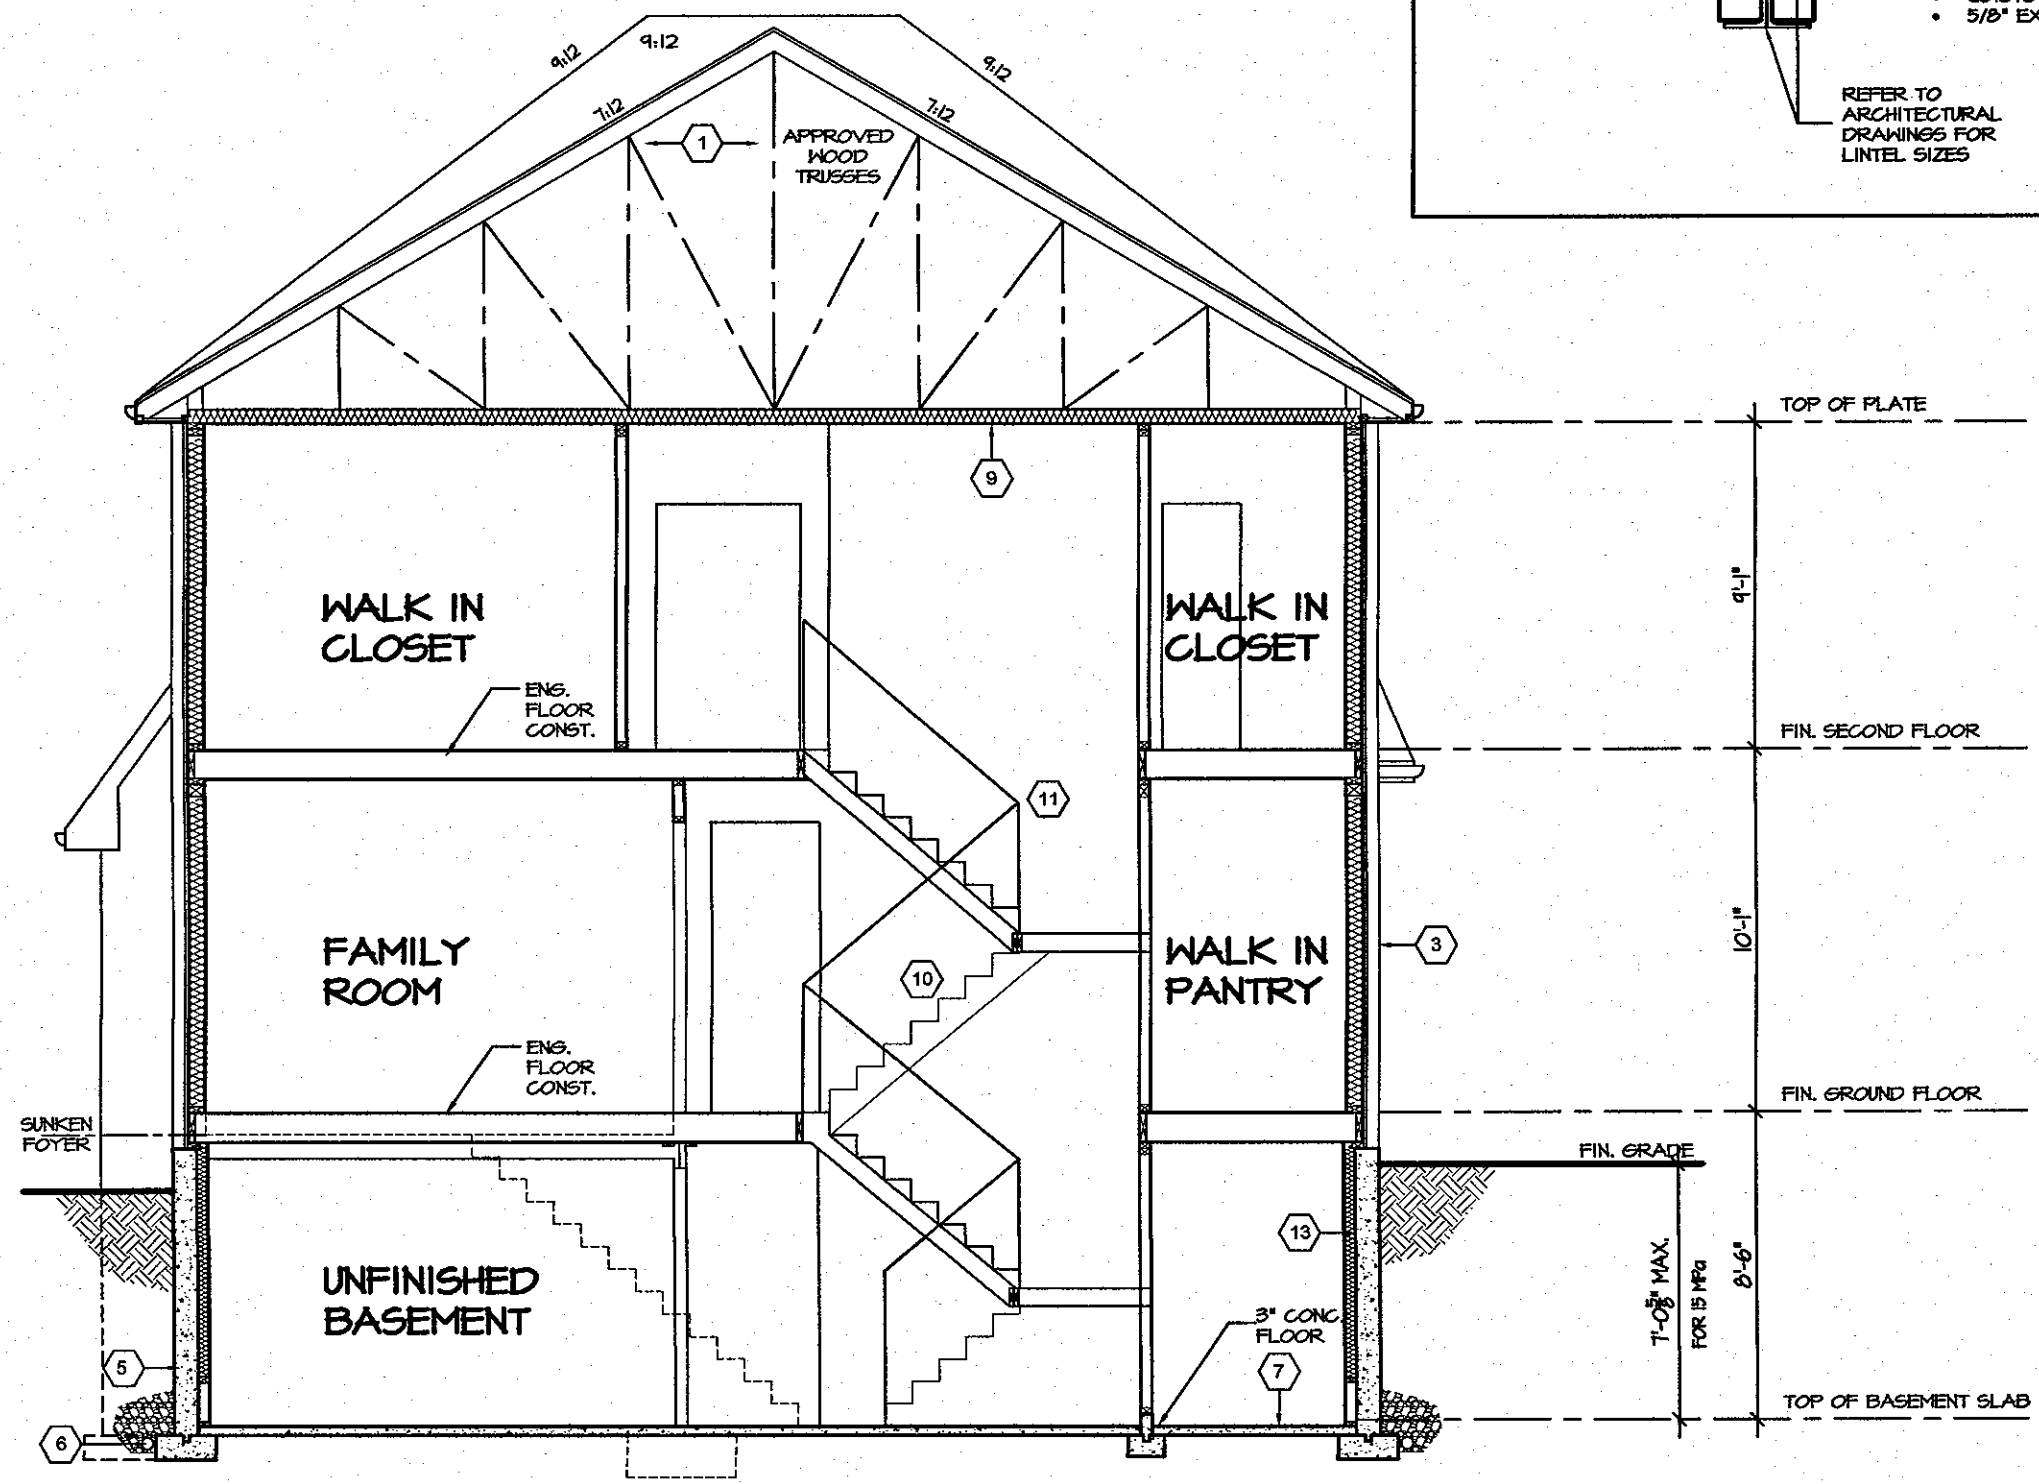 5/8" EX
REFER TO
ARCHITECTURAL
DRAWINGS FOR
LINTEL SIZES
9:12
9:12
9:12
7:12
7:12
1
APPROVED
WOOD
TRUSSES
TOP OF PLATE
9
9'-1"
WALK IN
CLOSET
WALK IN
CLOSET
ENG.
FLOOR
CONST.
FIN. SECOND FLOOR
11
10'-1"
FAMILY
ROOM
10
WALK IN
PANTRY
3
ENG.
FLOOR
CONST.
FIN. GROUND FLOOR
SUNKEN
FOYER
FIN. GRADE
13
UNFINISHED
BASEMENT
7'-0 5/8" MAX.
FOR 15 MPa
8'-6"
3" CONC.
FLOOR
5
7
TOP OF BASEMENT SLAB
6